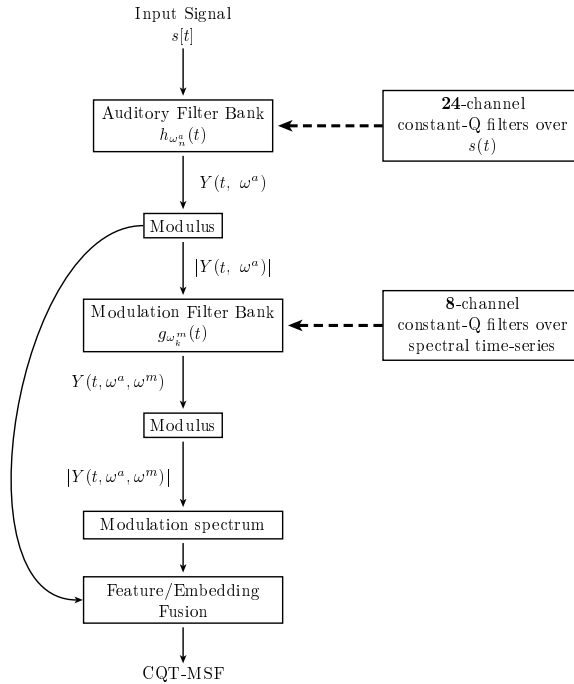 Input Signal
s[t]
Auditory Filter Bank
h_{ω_n^a}(t)
24-channel
constant-Q filters over
s(t)
Y(t, ω^a)
Modulus
|Y(t, ω^a)|
Modulation Filter Bank
g_{ω_k^m}(t)
8-channel
constant-Q filters over
spectral time-series
Y(t, ω^a, ω^m)
Modulus
|Y(t, ω^a, ω^m)|
Modulation spectrum
Feature/Embedding
Fusion
CQT-MSF